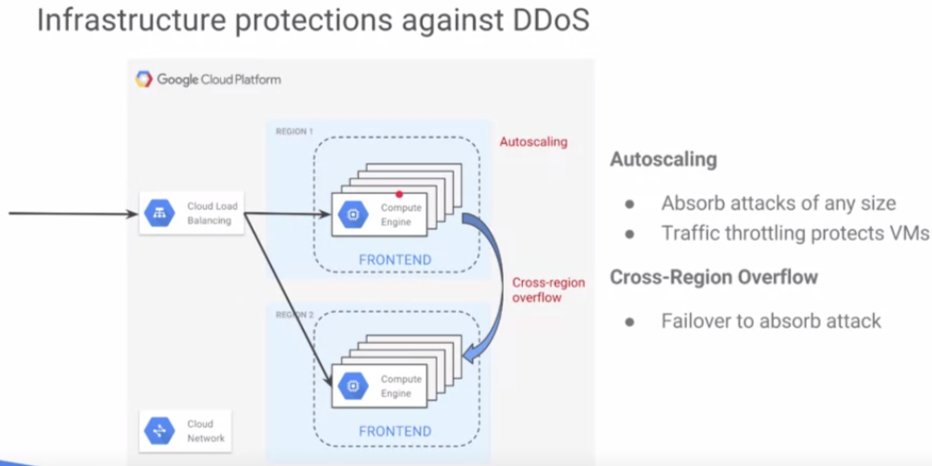 Infrastructure protections against DDoS
Google Cloud Platform
REGION 1
Autoscaling
Cloud Load
Balancing
Compute
Engine
FRONTEND
Cross-region
overflow
REGION 2
Compute
Engine
FRONTEND
Cloud
Network
Autoscaling
● Absorb attacks of any size
● Traffic throttling protects VMs
Cross-Region Overflow
● Failover to absorb attack